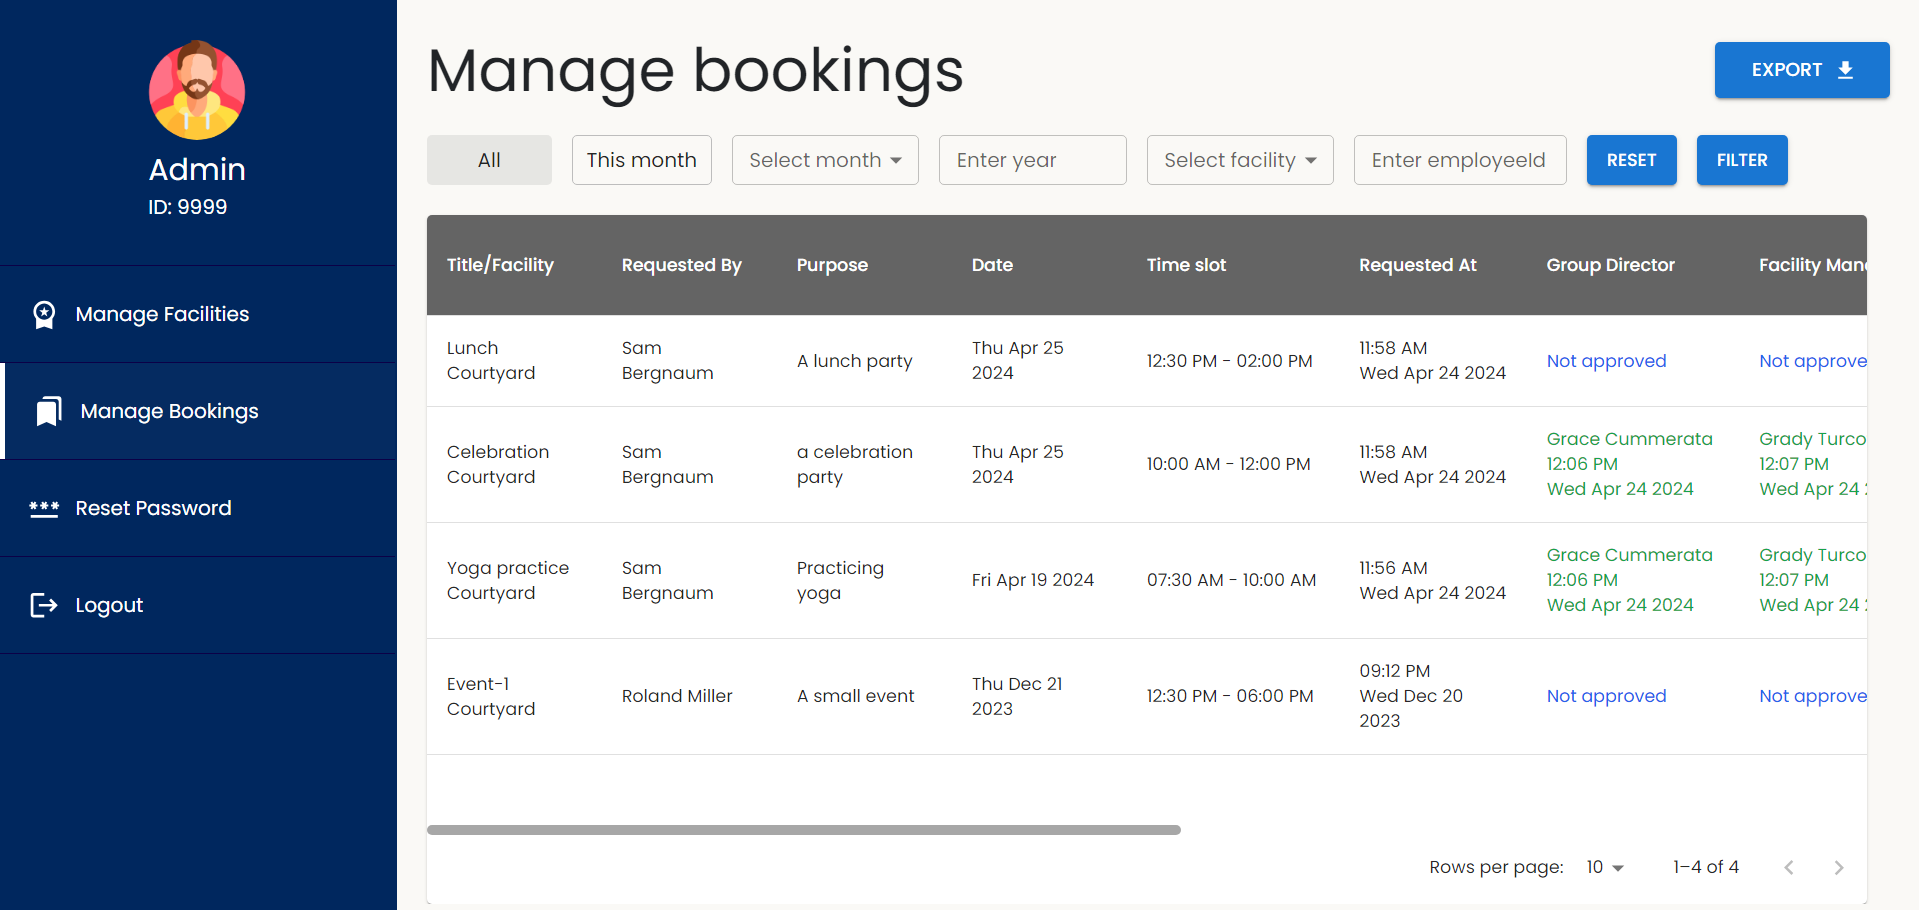 Admin
ID: 9999
Manage Facilities
Manage Bookings
Reset Password
Logout
Manage bookings
EXPORT
All
This month
Select month
Enter year
Select facility
Enter employeeId
RESET
FILTER
Title/Facility
Requested By
Purpose
Date
Time slot
Requested At
Group Director
Facility Man
Lunch
Courtyard
Sam
Bergnaum
A lunch party
Thu Apr 25
2024
12:30 PM - 02:00 PM
11:58 AM
Wed Apr 24 2024
Not approved
Not approve
Celebration
Courtyard
Sam
Bergnaum
a celebration
party
Thu Apr 25
2024
10:00 AM - 12:00 PM
11:58 AM
Wed Apr 24 2024
Grace Cummerata
12:06 PM
Wed Apr 24 2024
Grady Turco
12:07 PM
Wed Apr 24
Yoga practice
Courtyard
Sam
Bergnaum
Practicing
yoga
Fri Apr 19 2024
07:30 AM - 10:00 AM
11:56 AM
Wed Apr 24 2024
Grace Cummerata
12:06 PM
Wed Apr 24 2024
Grady Turco
12:07 PM
Wed Apr 24
Event-1
Courtyard
Roland Miller
A small event
Thu Dec 21
2023
12:30 PM - 06:00 PM
09:12 PM
Wed Dec 20
2023
Not approved
Not approve
Rows per page:
10
1–4 of 4